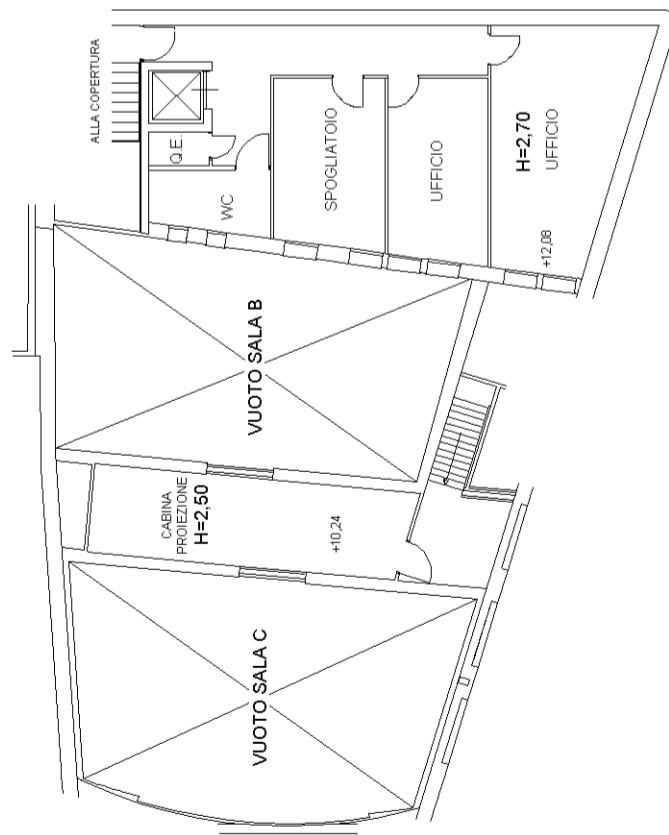 ALLA COPERTURA
Q.E.
WC
SPOGLIATOIO
UFFICIO
H=2,70
UFFICIO
+12,08
VUOTO SALA B
CABINA
PROIEZIONE
H=2,50
+10,24
VUOTO SALA C